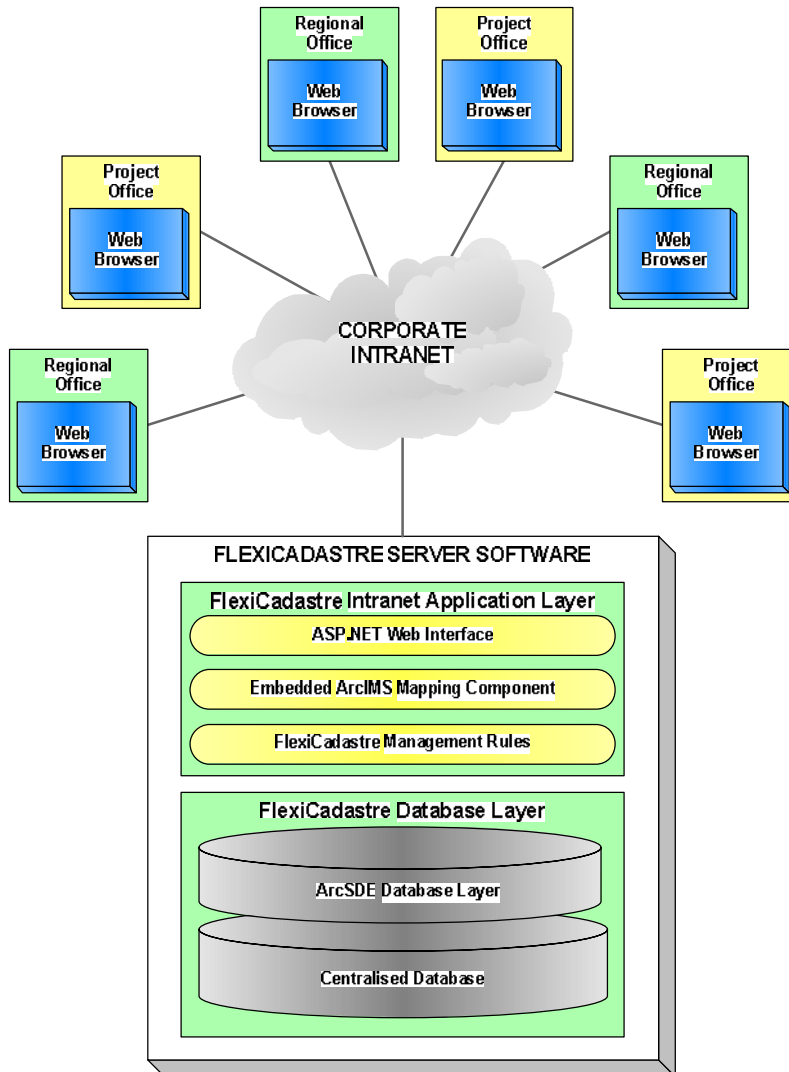 Regional
Office
Web
Browser
Project
Office
Web
Browser
Project
Office
Web
Browser
Regional
Office
Web
Browser
Regional
Office
Web
Browser
Project
Office
Web
Browser
CORPORATE
INTRANET
FLEXICADASTRE SERVER SOFTWARE
FlexiCadastre Intranet Application Layer
ASP.NET Web Interface
Embedded ArcIMS Mapping Component
FlexiCadastre Management Rules
FlexiCadastre Database Layer
ArcSDE Database Layer
Centralised Database